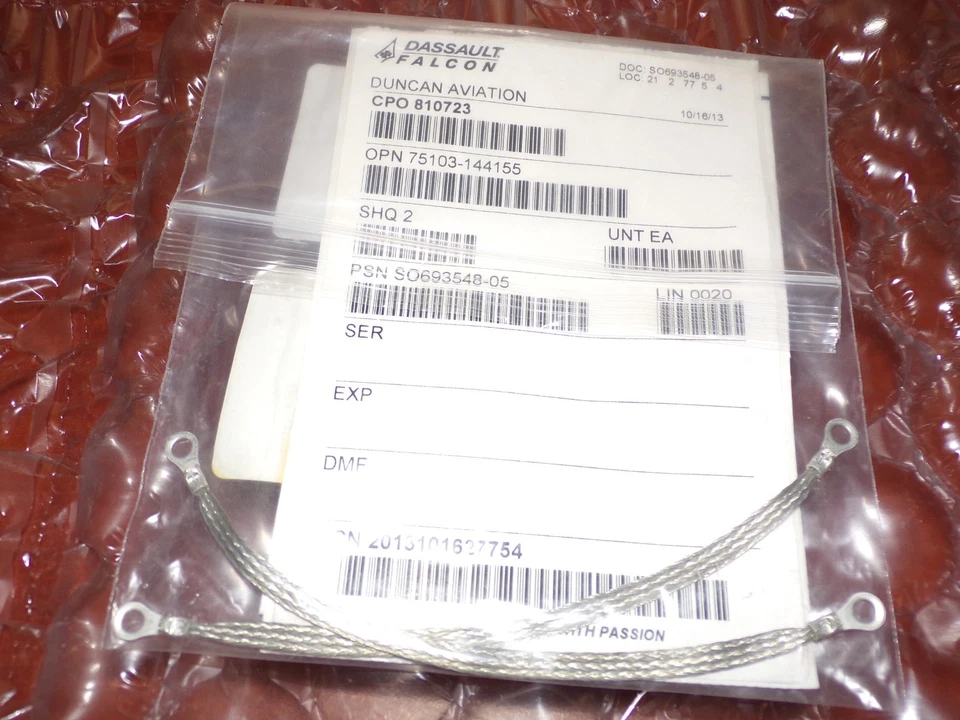 DASSAULT
FALCON
DOC: SO693548-05
LOC 21 2 77 5 4
DUNCAN AVIATION
CPO 810723
10/16/13
OPN 75103-144155
SHQ 2
UNT EA
PSN SO693548-05
LIN 0020
SER
EXP
DMF
PASSION